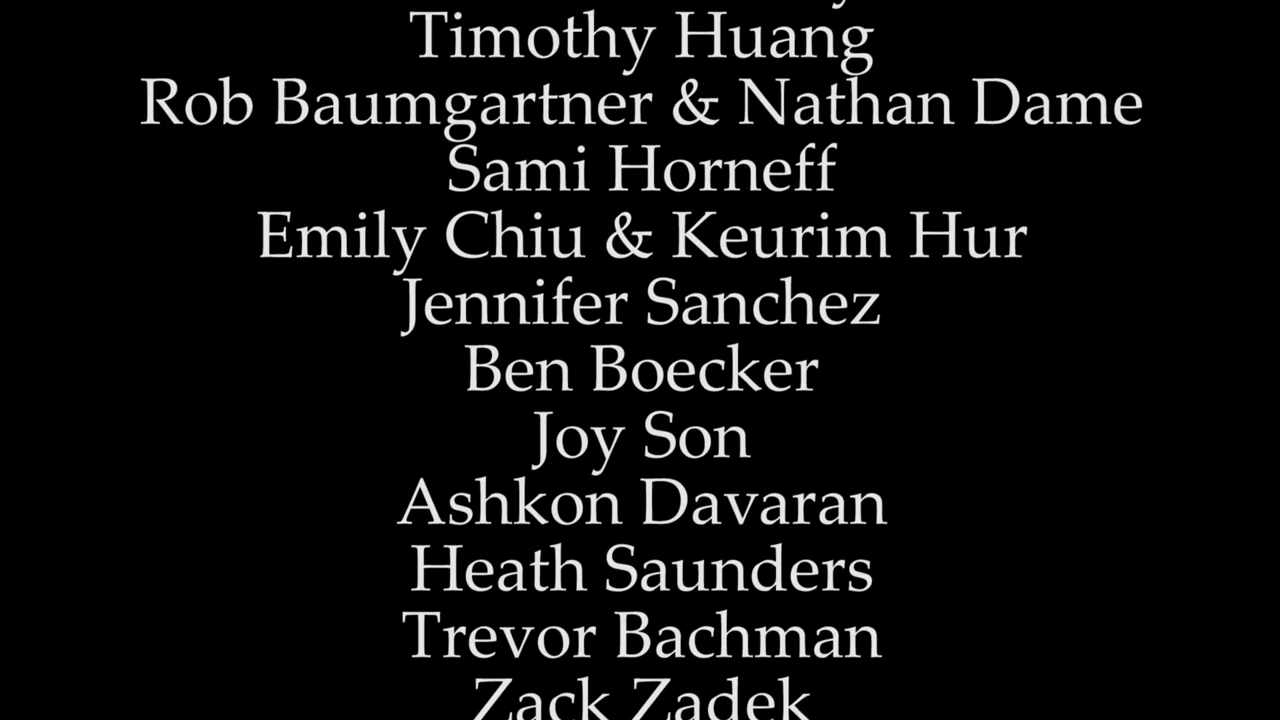 Timothy Huang
Rob Baumgartner & Nathan Dame
Sami Horneff
Emily Chiu & Keurim Hur
Jennifer Sanchez
Ben Boecker
Joy Son
Ashkon Davaran
Heath Saunders
Trevor Bachman
Zack Zadek